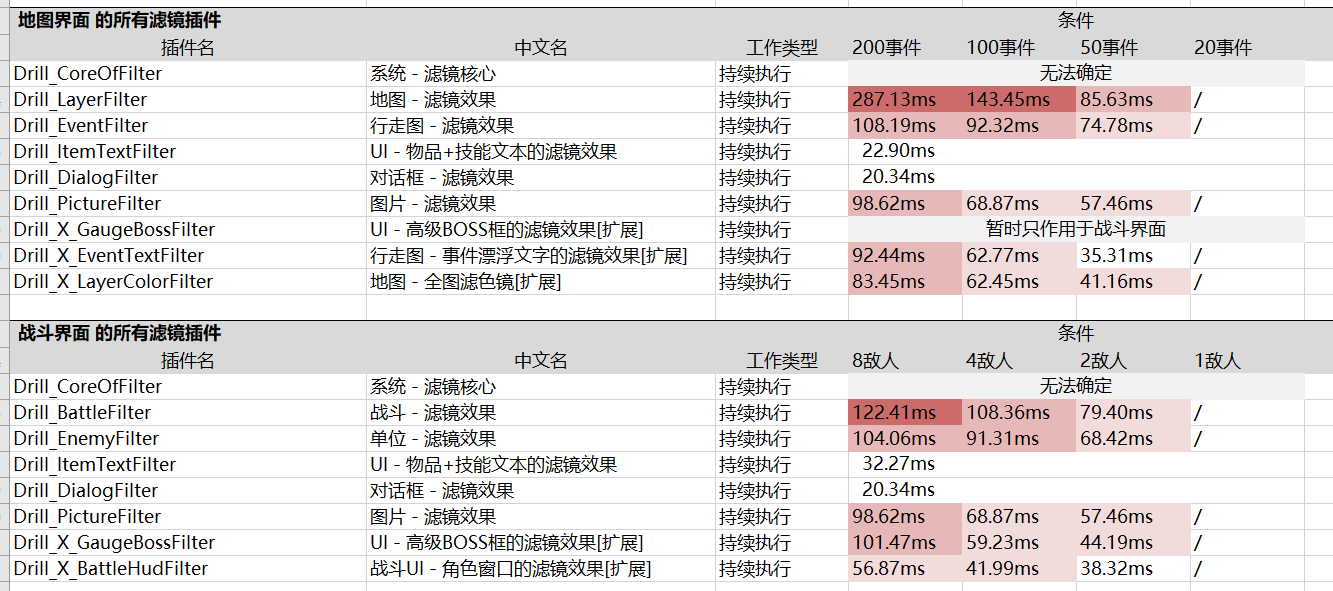 地图界面 的所有滤镜插件 条件
插件名 中文名 工作类型 200事件 100事件 50事件 20事件
Drill_CoreOfFilter 系统 - 滤镜核心 持续执行 无法确定
Drill_LayerFilter 地图 - 滤镜效果 持续执行 287.13ms 143.45ms 85.63ms /
Drill_EventFilter 行走图 - 滤镜效果 持续执行 108.19ms 92.32ms 74.78ms /
Drill_ItemTextFilter UI - 物品+技能文本的滤镜效果 持续执行 22.90ms
Drill_DialogFilter 对话框 - 滤镜效果 持续执行 20.34ms
Drill_PictureFilter 图片 - 滤镜效果 持续执行 98.62ms 68.87ms 57.46ms /
Drill_X_GaugeBossFilter UI - 高级BOSS框的滤镜效果[扩展] 持续执行 暂时只作用于战斗界面
Drill_X_EventTextFilter 行走图 - 事件漂浮文字的滤镜效果[扩展] 持续执行 92.44ms 62.77ms 35.31ms /
Drill_X_LayerColorFilter 地图 - 全图滤色镜[扩展] 持续执行 83.45ms 62.45ms 41.16ms /
战斗界面 的所有滤镜插件 条件
插件名 中文名 工作类型 8敌人 4敌人 2敌人 1敌人
Drill_CoreOfFilter 系统 - 滤镜核心 持续执行 无法确定
Drill_BattleFilter 战斗 - 滤镜效果 持续执行 122.41ms 108.36ms 79.40ms /
Drill_EnemyFilter 单位 - 滤镜效果 持续执行 104.06ms 91.31ms 68.42ms /
Drill_ItemTextFilter UI - 物品+技能文本的滤镜效果 持续执行 32.27ms
Drill_DialogFilter 对话框 - 滤镜效果 持续执行 20.34ms
Drill_PictureFilter 图片 - 滤镜效果 持续执行 98.62ms 68.87ms 57.46ms /
Drill_X_GaugeBossFilter UI - 高级BOSS框的滤镜效果[扩展] 持续执行 101.47ms 59.23ms 44.19ms /
Drill_X_BattleHudFilter 战斗UI - 角色窗口的滤镜效果[扩展] 持续执行 56.87ms 41.99ms 38.32ms /